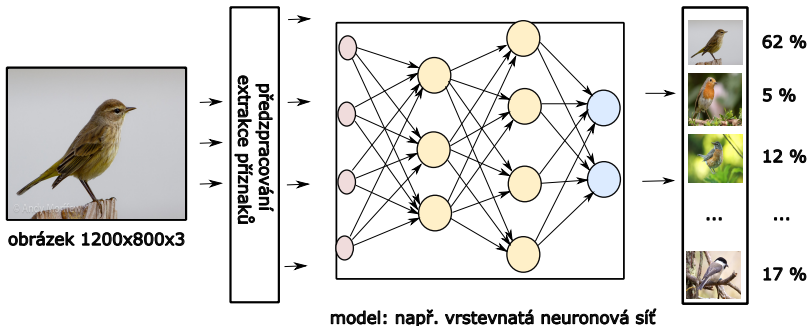 předzpracování
extrakce příznaků
62 %
5 %
12 %
... ...
17 %
obrázek 1200x800x3
model: např. vrstevnatá neuronová síť